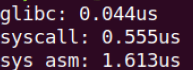 glibc: 0.044us
syscall: 0.555us
sys asm: 1.613us